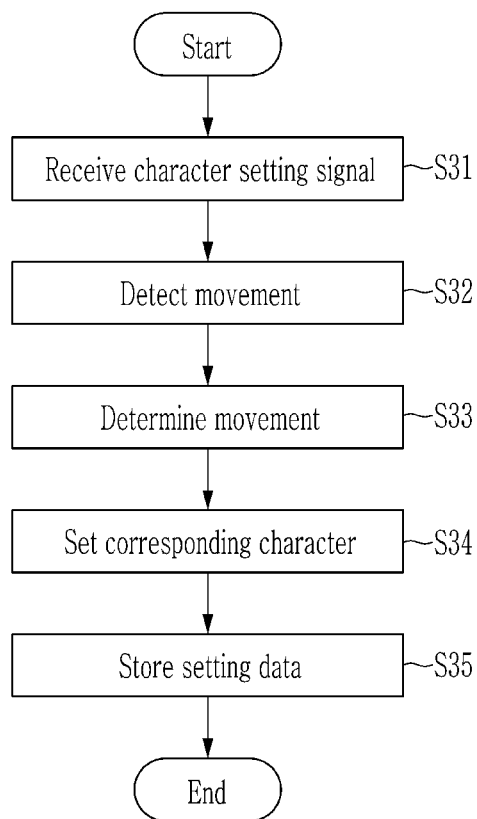 Start
Receive character setting signal S31
Detect movement S32
Determine movement S33
Set corresponding character S34
Store setting data S35
End